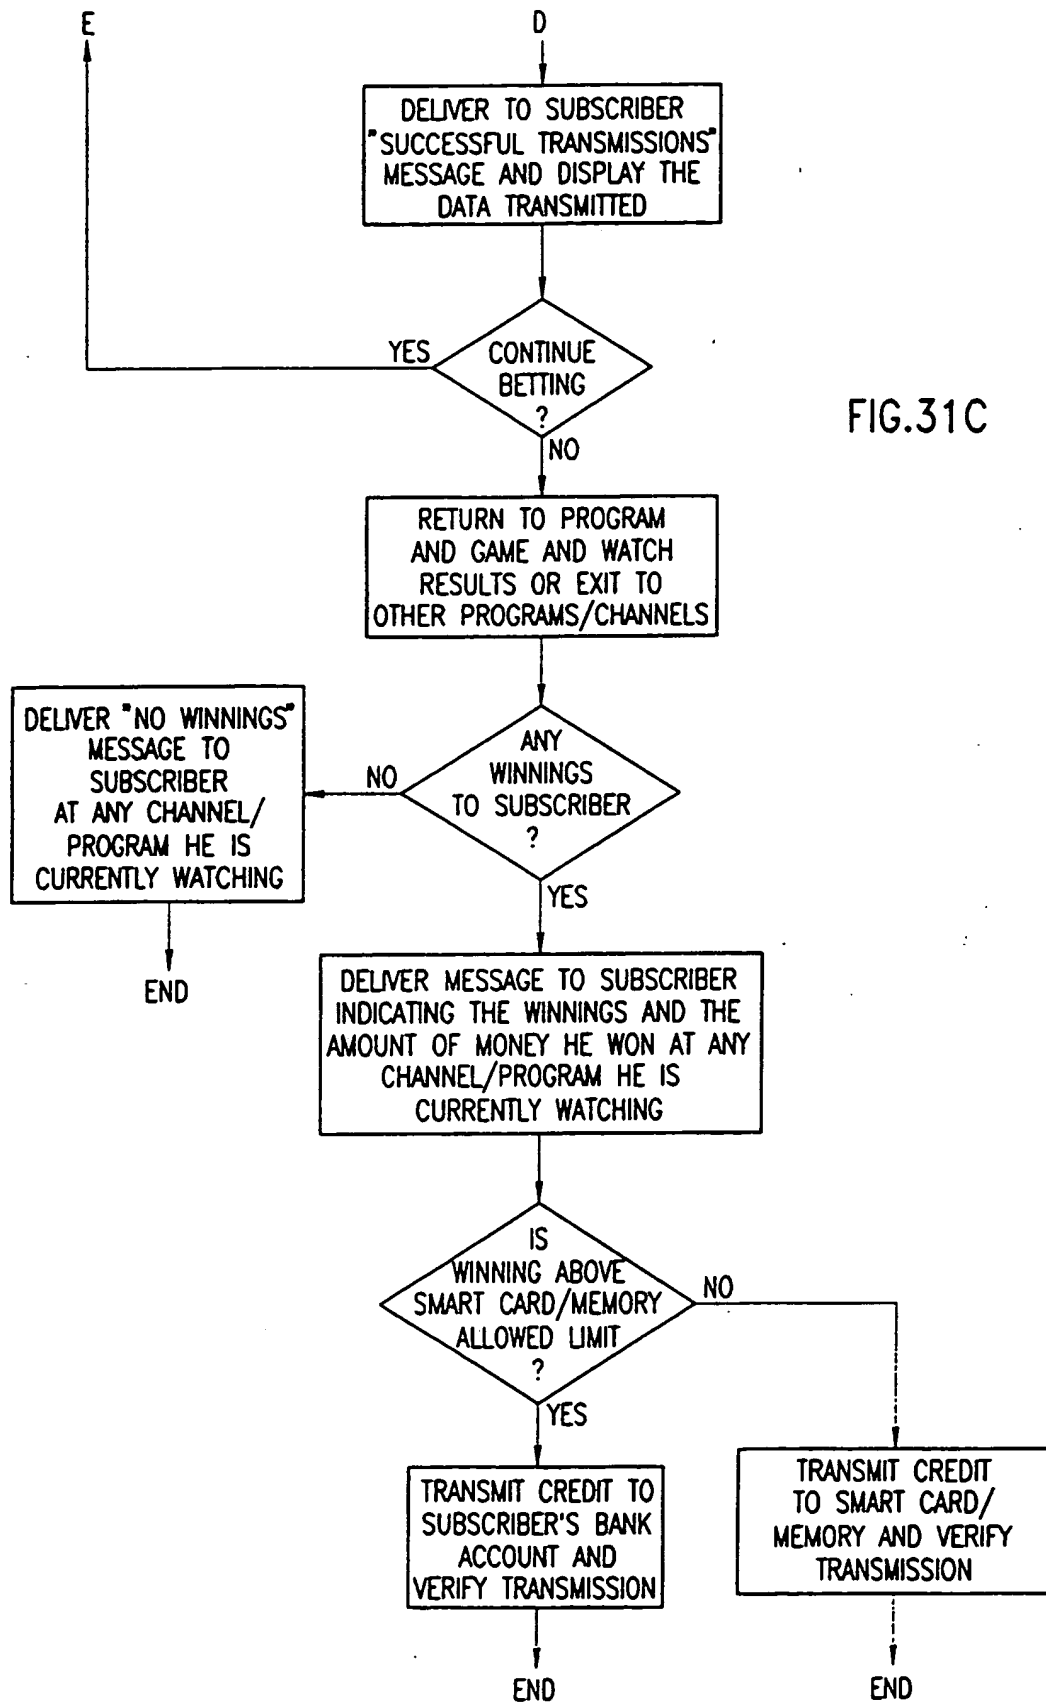 E
D
DELIVER TO SUBSCRIBER
"SUCCESSFUL TRANSMISSIONS"
MESSAGE AND DISPLAY THE
DATA TRANSMITTED
YES
CONTINUE
BETTING
?
NO
FIG.31C
RETURN TO PROGRAM
AND GAME AND WATCH
RESULTS OR EXIT TO
OTHER PROGRAMS/CHANNELS
DELIVER "NO WINNINGS"
MESSAGE TO
SUBSCRIBER
AT ANY CHANNEL/
PROGRAM HE IS
CURRENTLY WATCHING
NO
ANY
WINNINGS
TO SUBSCRIBER
?
YES
END
DELIVER MESSAGE TO SUBSCRIBER
INDICATING THE WINNINGS AND THE
AMOUNT OF MONEY HE WON AT ANY
CHANNEL/PROGRAM HE IS
CURRENTLY WATCHING
IS
WINNING ABOVE
SMART CARD/MEMORY
ALLOWED LIMIT
?
NO
YES
TRANSMIT CREDIT TO
SUBSCRIBER'S BANK
ACCOUNT AND
VERIFY TRANSMISSION
TRANSMIT CREDIT
TO SMART CARD/
MEMORY AND VERIFY
TRANSMISSION
END
END